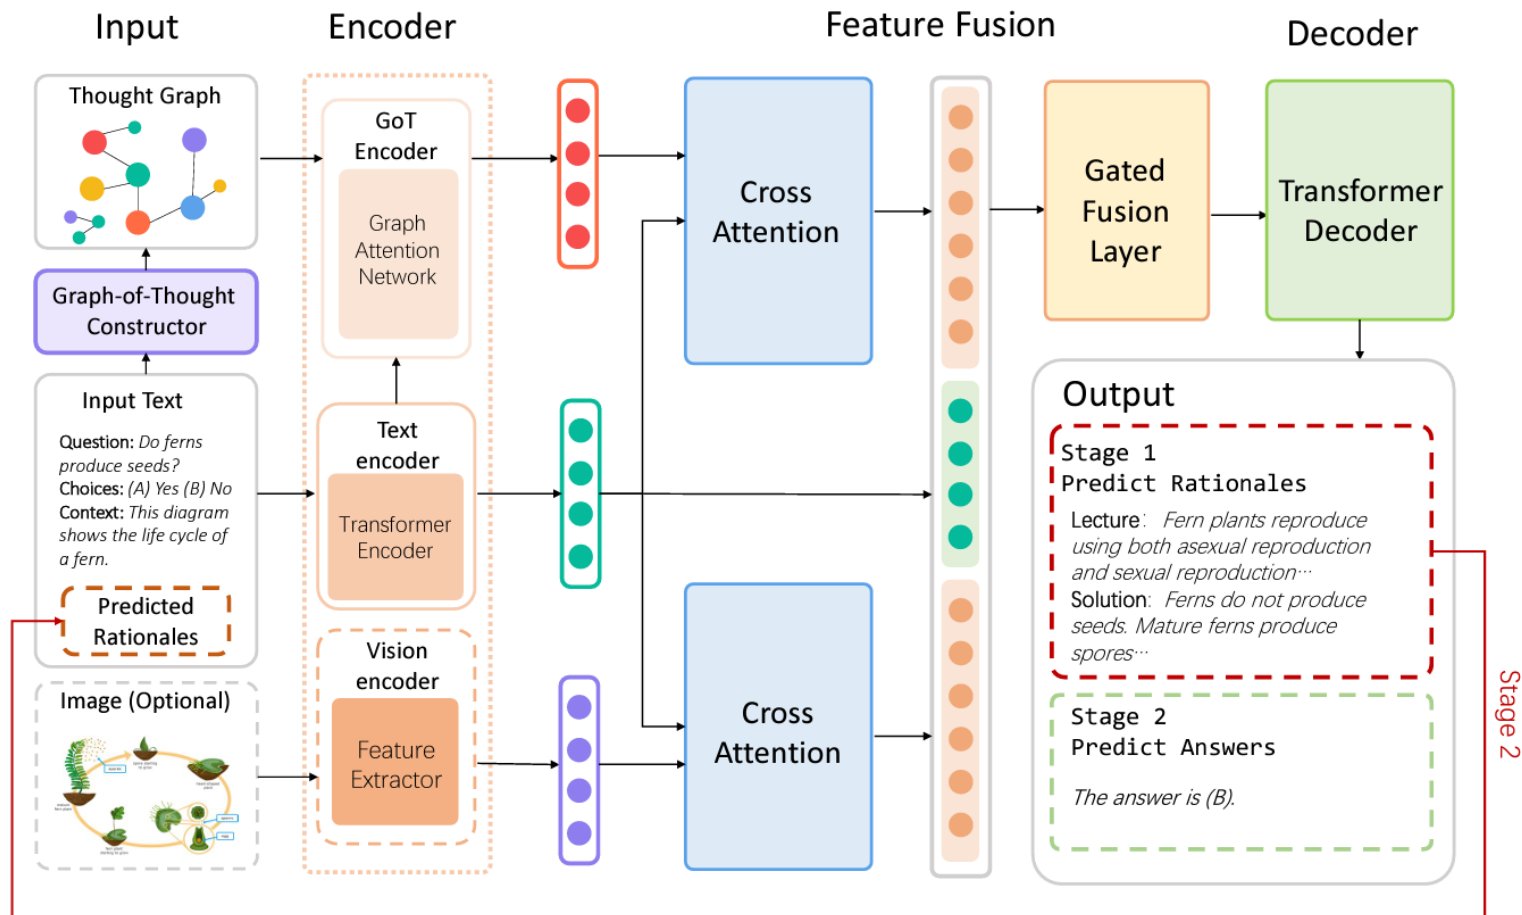 Input
Encoder
Feature Fusion
Decoder
Thought Graph
Graph-of-Thought
Constructor
Input Text
Question: Do ferns
produce seeds?
Choices: (A) Yes (B) No
Context: This diagram
shows the life cycle of
a fern.
Predicted
Rationales
Image (Optional)
GoT
Encoder
Graph
Attention
Network
Text
encoder
Transformer
Encoder
Vision
encoder
Feature
Extractor
Cross
Attention
Cross
Attention
Gated
Fusion
Layer
Transformer
Decoder
Output
Stage 1
Predict Rationales
Lecture: Fern plants reproduce
using both asexual reproduction
and sexual reproduction…
Solution: Ferns do not produce
seeds. Mature ferns produce
spores…
Stage 2
Predict Answers
The answer is (B).
Stage 2